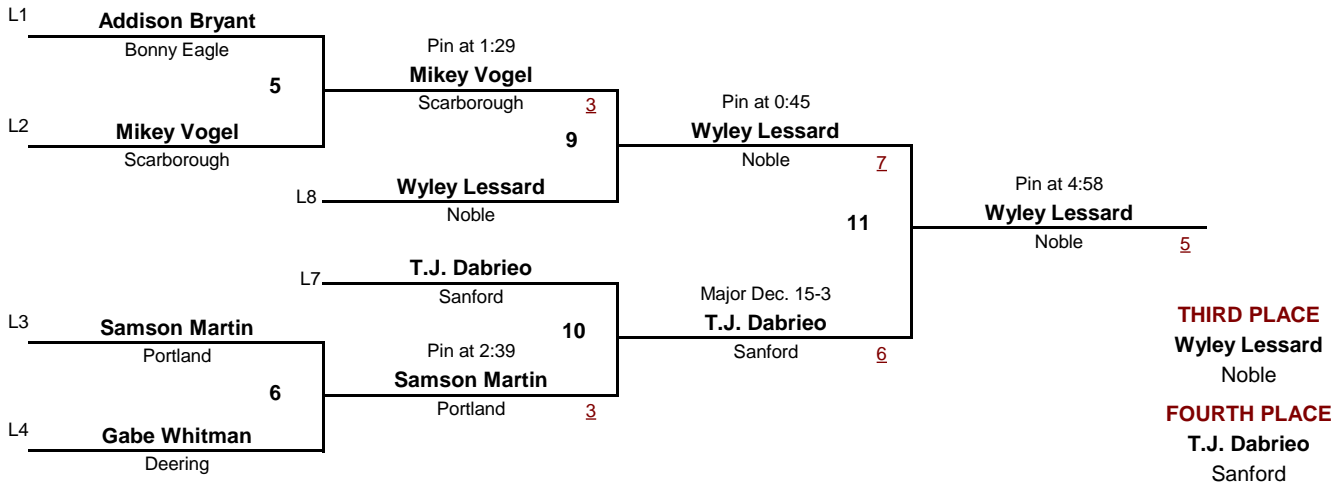 L1
Addison Bryant
Bonny Eagle
5
L2
Mikey Vogel
Scarborough
Pin at 1:29
Mikey Vogel
Scarborough 3
9
L8
Wyley Lessard
Noble
Pin at 0:45
Wyley Lessard
Noble 7
11
L7
T.J. Dabrieo
Sanford
10
L3
Samson Martin
Portland
6
L4
Gabe Whitman
Deering
Pin at 2:39
Samson Martin
Portland 3
Major Dec. 15-3
T.J. Dabrieo
Sanford 6
Pin at 4:58
Wyley Lessard
Noble 5
THIRD PLACE
Wyley Lessard
Noble
FOURTH PLACE
T.J. Dabrieo
Sanford